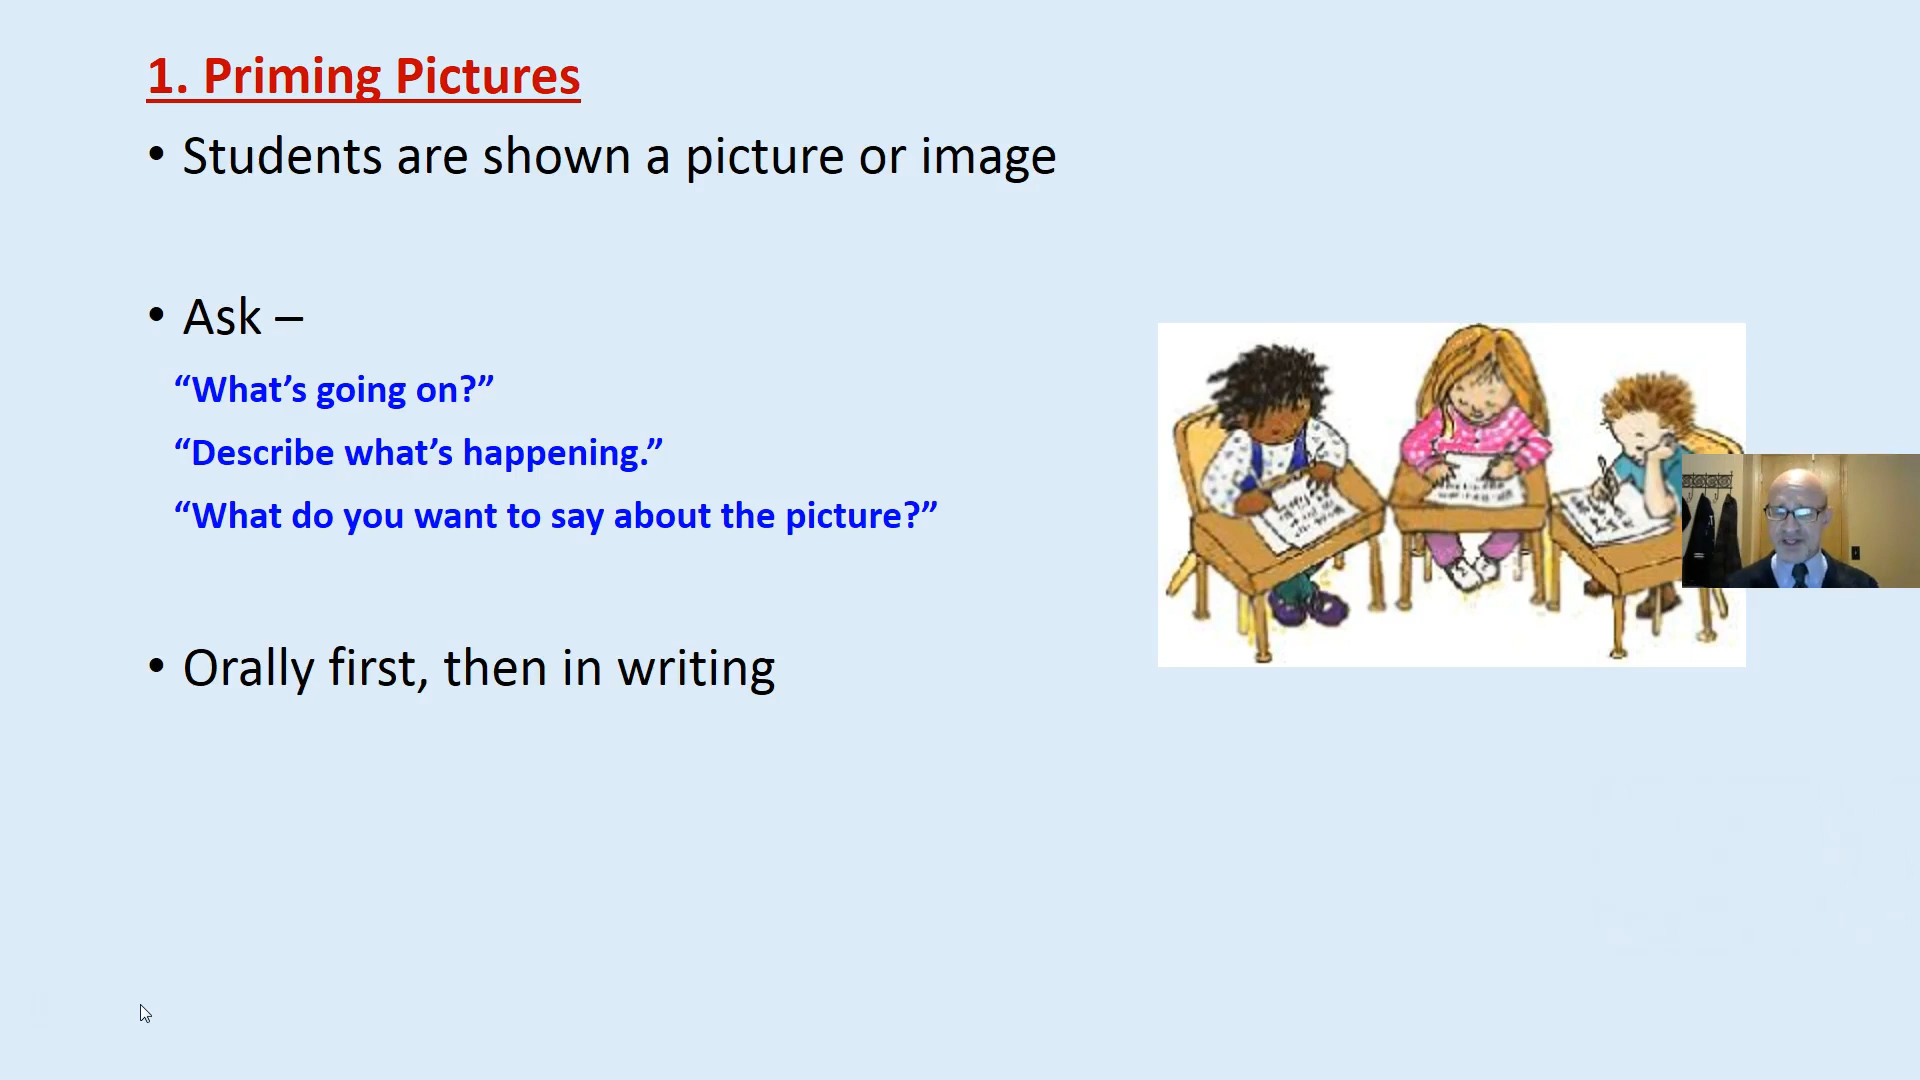 1. Priming Pictures
• Students are shown a picture or image
• Ask –
“What’s going on?”
“Describe what’s happening.”
“What do you want to say about the picture?”
• Orally first, then in writing